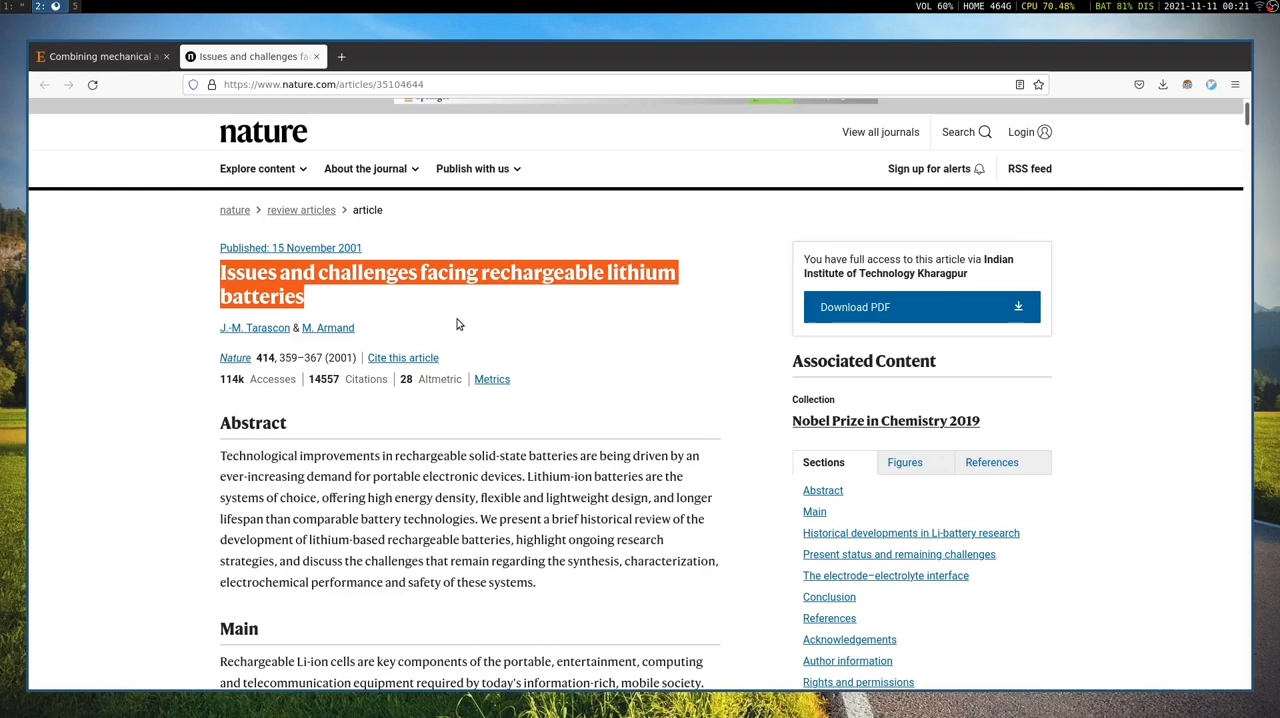 1: "
2:
5
VOL 60% | HOME 464G | CPU 70.48% | BAT 81% DIS | 2021-11-11 00:21
Combining mechanical a
Issues and challenges fac
https://www.nature.com/articles/35104644
nature
View all journals
Search
Login
Explore content
About the journal
Publish with us
Sign up for alerts
RSS feed
nature > review articles > article
Published: 15 November 2001
Issues and challenges facing rechargeable lithium
batteries
J.-M. Tarascon & M. Armand
Nature 414, 359–367 (2001) | Cite this article
114k Accesses | 14557 Citations | 28 Altmetric | Metrics
Abstract
Technological improvements in rechargeable solid-state batteries are being driven by an
ever-increasing demand for portable electronic devices. Lithium-ion batteries are the
systems of choice, offering high energy density, flexible and lightweight design, and longer
lifespan than comparable battery technologies. We present a brief historical review of the
development of lithium-based rechargeable batteries, highlight ongoing research
strategies, and discuss the challenges that remain regarding the synthesis, characterization,
electrochemical performance and safety of these systems.
Main
Rechargeable Li-ion cells are key components of the portable, entertainment, computing
and telecommunication equipment required by today's information-rich, mobile society.
You have full access to this article via Indian
Institute of Technology Kharagpur
Download PDF
Associated Content
Collection
Nobel Prize in Chemistry 2019
Sections
Figures
References
Abstract
Main
Historical developments in Li-battery research
Present status and remaining challenges
The electrode–electrolyte interface
Conclusion
References
Acknowledgements
Author information
Rights and permissions